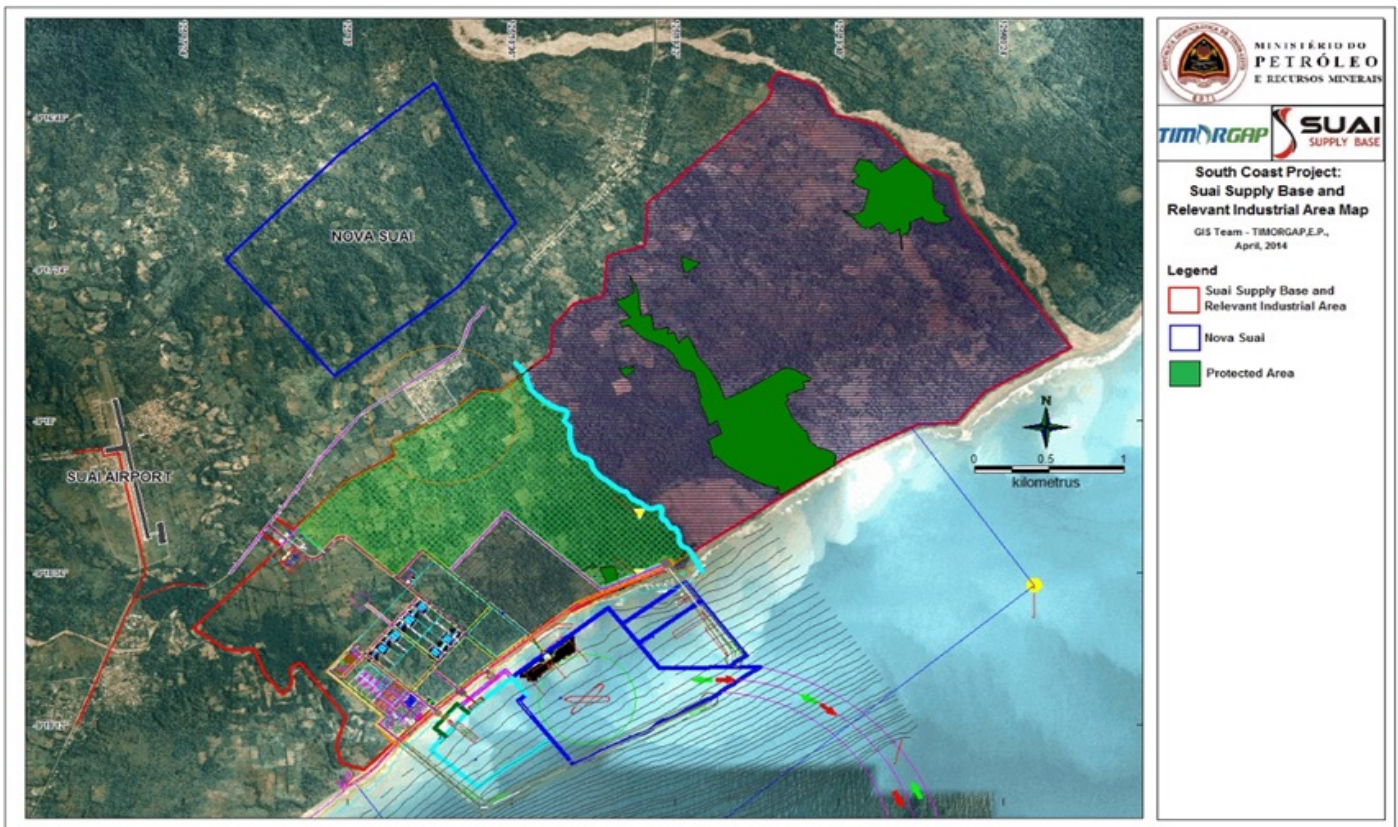 NOVA SUAI
SUAI AIRPORT
N
0 0.5 1
kilometrus
MINISTÉRIO DO
PETRÓLEO
E RECURSOS MINERAIS
RDTL
TIMORGAP
SUAI
SUPPLY BASE
South Coast Project:
Suai Supply Base and
Relevant Industrial Area Map
GIS Team - TIMORGAP,E.P.,
April, 2014
Legend
Suai Supply Base and
Relevant Industrial Area
Nova Suai
Protected Area